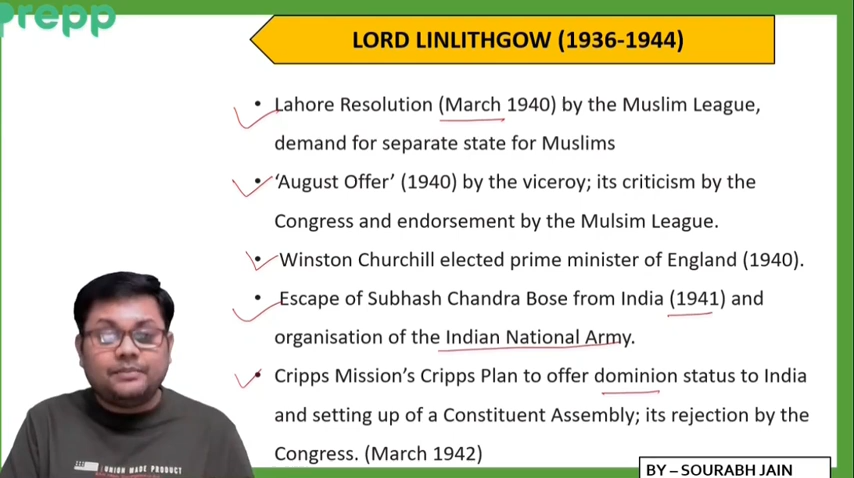 prepp
LORD LINLITHGOW (1936-1944)
• Lahore Resolution (March 1940) by the Muslim League,
demand for separate state for Muslims
• ‘August Offer’ (1940) by the viceroy; its criticism by the
Congress and endorsement by the Mulsim League.
• Winston Churchill elected prime minister of England (1940).
• Escape of Subhash Chandra Bose from India (1941) and
organisation of the Indian National Army.
• Cripps Mission’s Cripps Plan to offer dominion status to India
and setting up of a Constituent Assembly; its rejection by the
Congress. (March 1942)
UNION MADE PRODUCT
BY – SOURABH JAIN